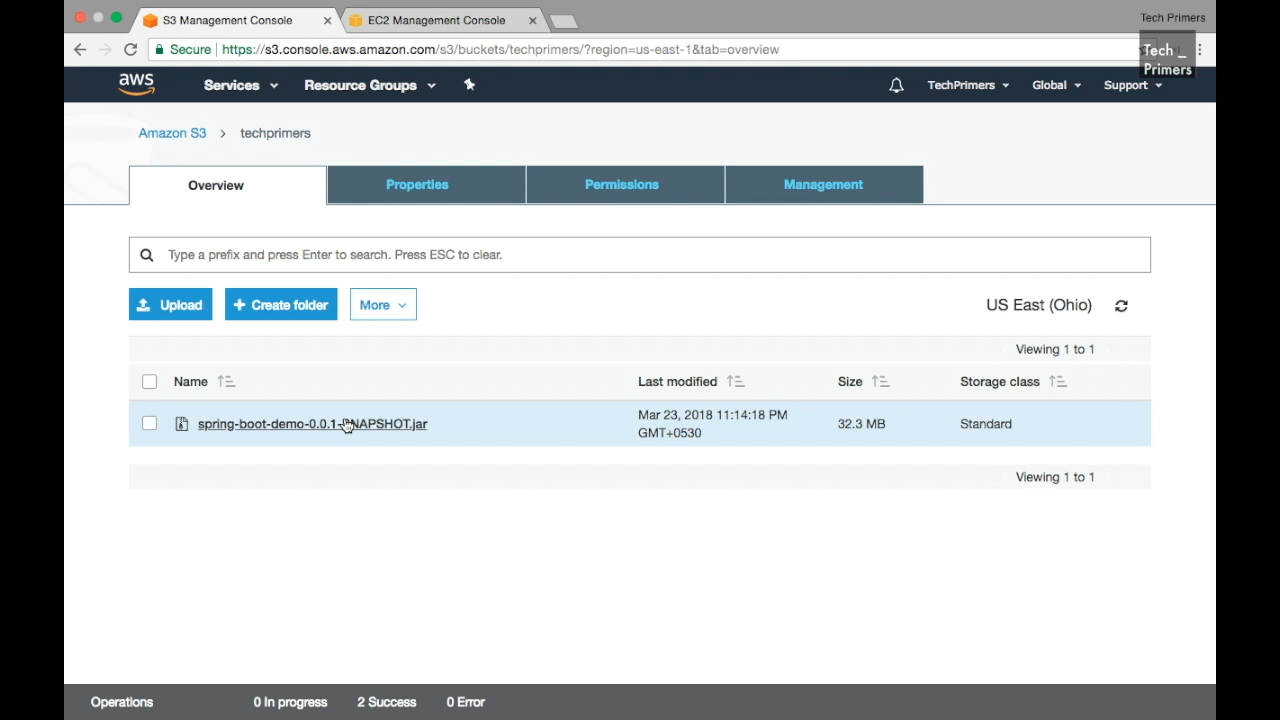 S3 Management Console
EC2 Management Console
Tech Primers
Secure
https://s3.console.aws.amazon.com/s3/buckets/techprimers/?region=us-east-1&tab=overview
Tech _
Primers
aws
Services
Resource Groups
TechPrimers
Global
Support
Amazon S3 > techprimers
Overview
Properties
Permissions
Management
Type a prefix and press Enter to search. Press ESC to clear.
Upload
+ Create folder
More
US East (Ohio)
Viewing 1 to 1
Name
Last modified
Size
Storage class
spring-boot-demo-0.0.1-SNAPSHOT.jar
Mar 23, 2018 11:14:18 PM
GMT+0530
32.3 MB
Standard
Viewing 1 to 1
Operations
0 In progress
2 Success
0 Error